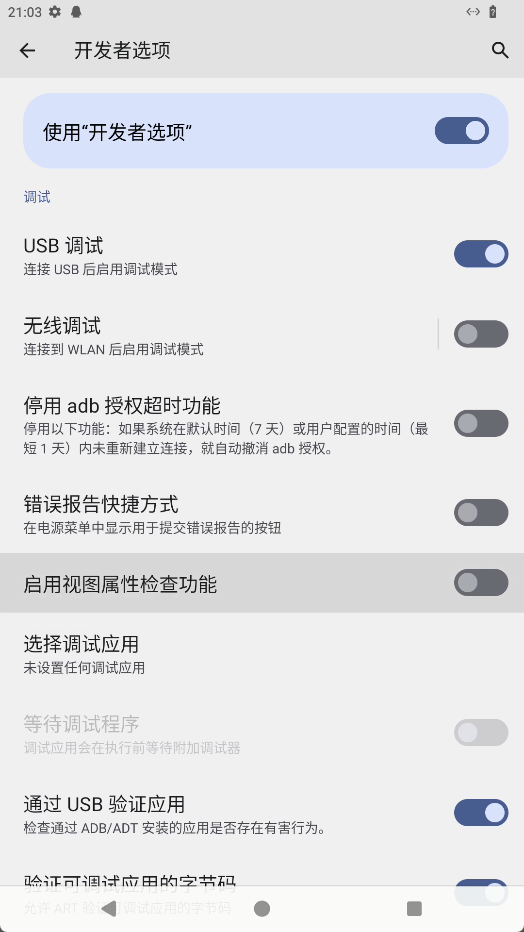 21:03
开发者选项
使用“开发者选项”
调试
USB 调试
连接 USB 后启用调试模式
无线调试
连接到 WLAN 后启用调试模式
停用 adb 授权超时功能
停用以下功能：如果系统在默认时间（7 天）或用户配置的时间（最
短 1 天）内未重新建立连接，就自动撤消 adb 授权。
错误报告快捷方式
在电源菜单中显示用于提交错误报告的按钮
启用视图属性检查功能
选择调试应用
未设置任何调试应用
等待调试程序
调试应用会在执行前等待附加调试器
通过 USB 验证应用
检查通过 ADB/ADT 安装的应用是否存在有害行为。
验证可调试应用的字节码
允许 ART 验证可调试应用的字节码